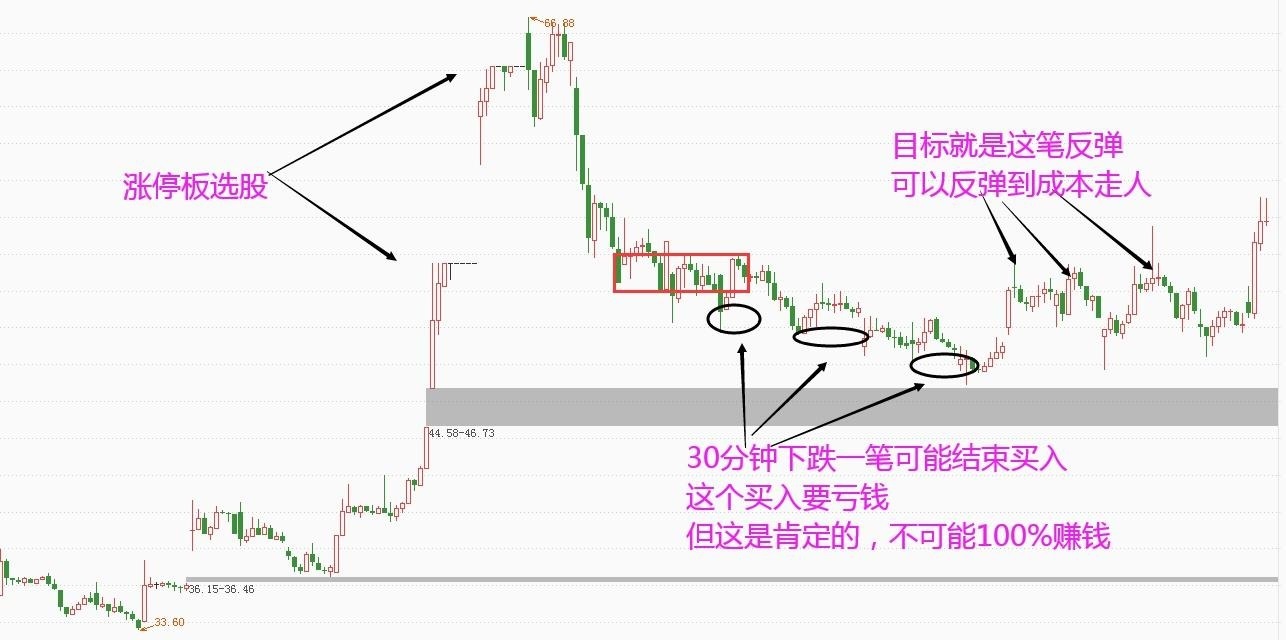 66.88
目标就是这笔反弹
可以反弹到成本走人
涨停板选股
44.58-46.73
30分钟下跌一笔可能结束买入
这个买入要亏钱
但这是肯定的，不可能100%赚钱
36.15-36.46
33.60